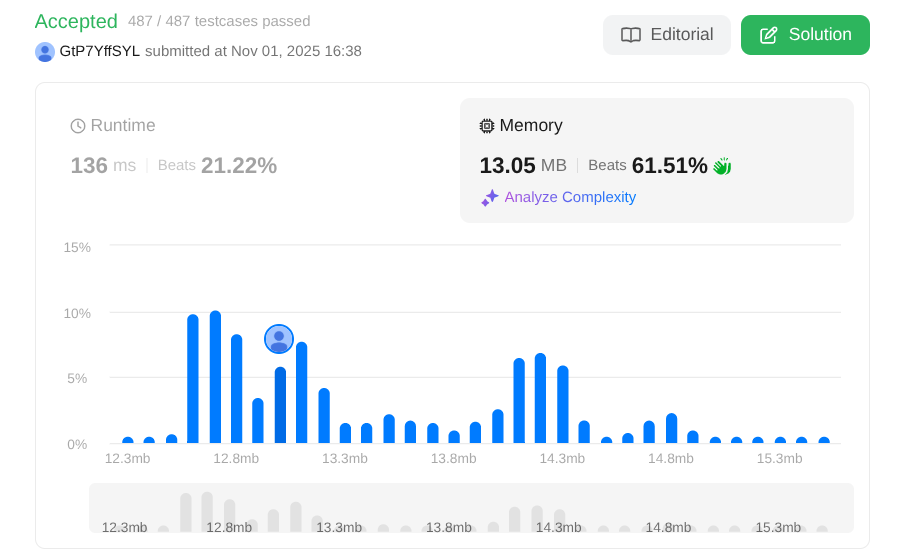 Accepted 487 / 487 testcases passed
GtP7YffSYL submitted at Nov 01, 2025 16:38
Editorial
Solution
Runtime
136 ms Beats 21.22%
Memory
13.05 MB Beats 61.51%
Analyze Complexity
15%
10%
5%
0%
12.3mb 12.8mb 13.3mb 13.8mb 14.3mb 14.8mb 15.3mb
12.3mb 12.8mb 13.3mb 13.8mb 14.3mb 14.8mb 15.3mb